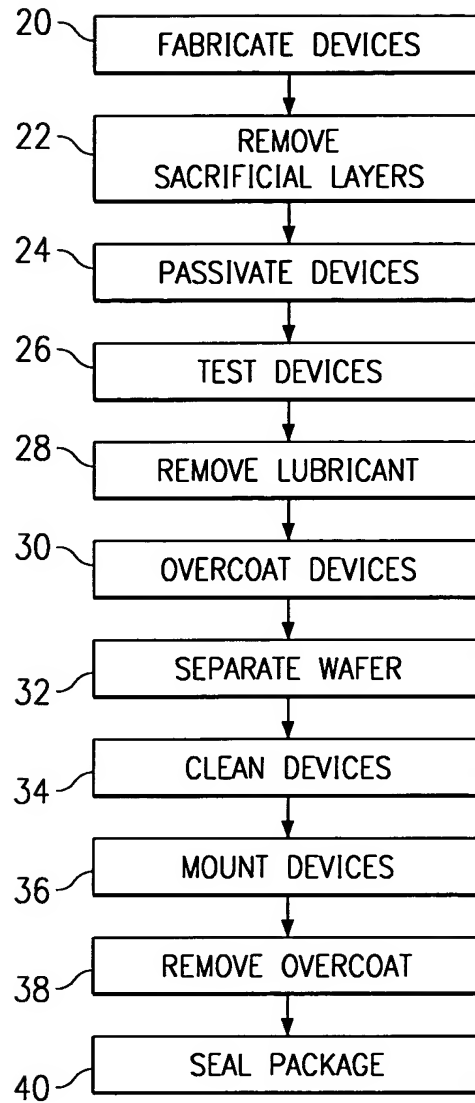 20
FABRICATE DEVICES
22
REMOVE
SACRIFICIAL LAYERS
24
PASSIVATE DEVICES
26
TEST DEVICES
28
REMOVE LUBRICANT
30
OVERCOAT DEVICES
32
SEPARATE WAFER
34
CLEAN DEVICES
36
MOUNT DEVICES
38
REMOVE OVERCOAT
40
SEAL PACKAGE